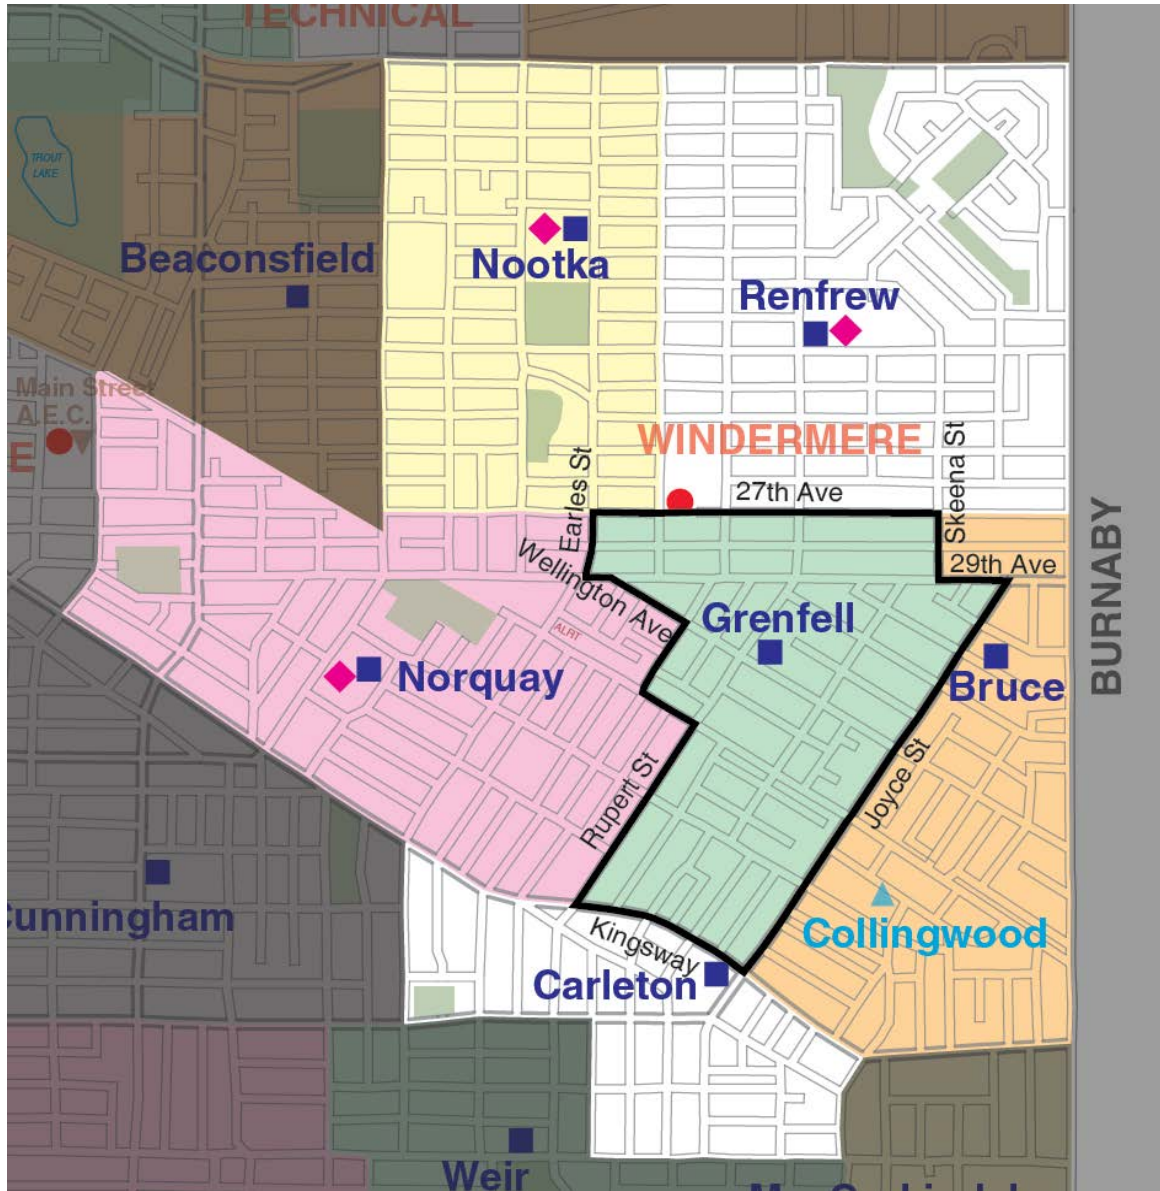 TECHNICAL
TROUT
LAKE
Beaconsfield
Nootka
Renfrew
Main Street
A.E.C.
E
WINDERMERE
Earles St
27th Ave
Skeena St
29th Ave
BURNABY
Wellington Ave
ALRT
Grenfell
Bruce
Norquay
Rupert St
Joyce St
Cunningham
Kingsway
Collingwood
Carleton
Weir